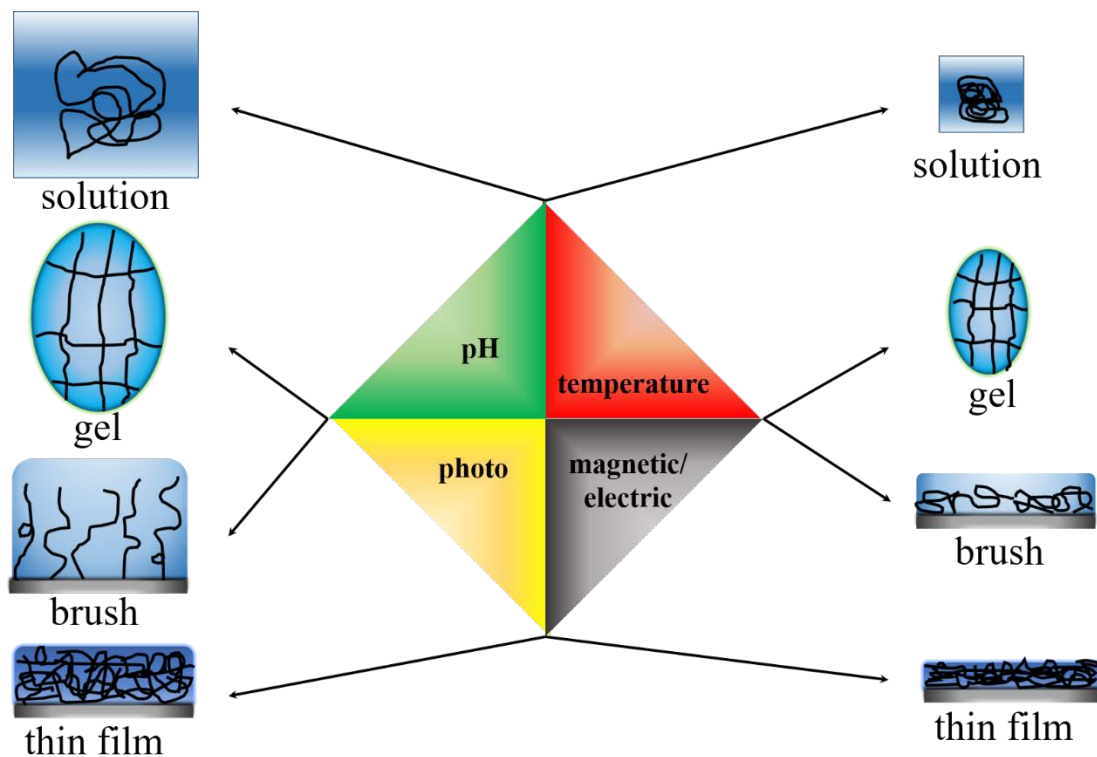 solution
solution
gel
gel
pH
temperature
photo
magnetic/
electric
brush
brush
thin film
thin film